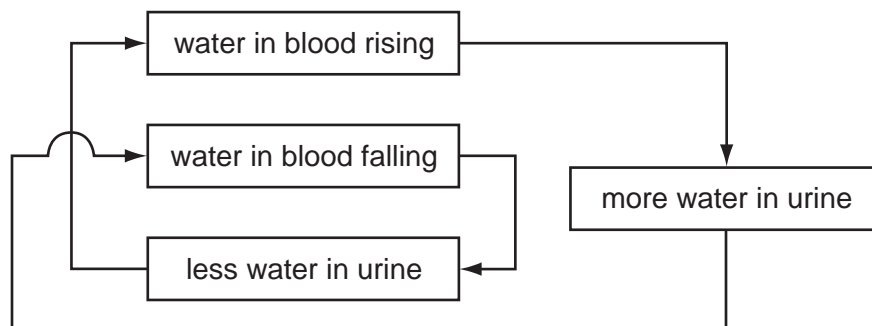 water in blood rising
water in blood falling
more water in urine
less water in urine